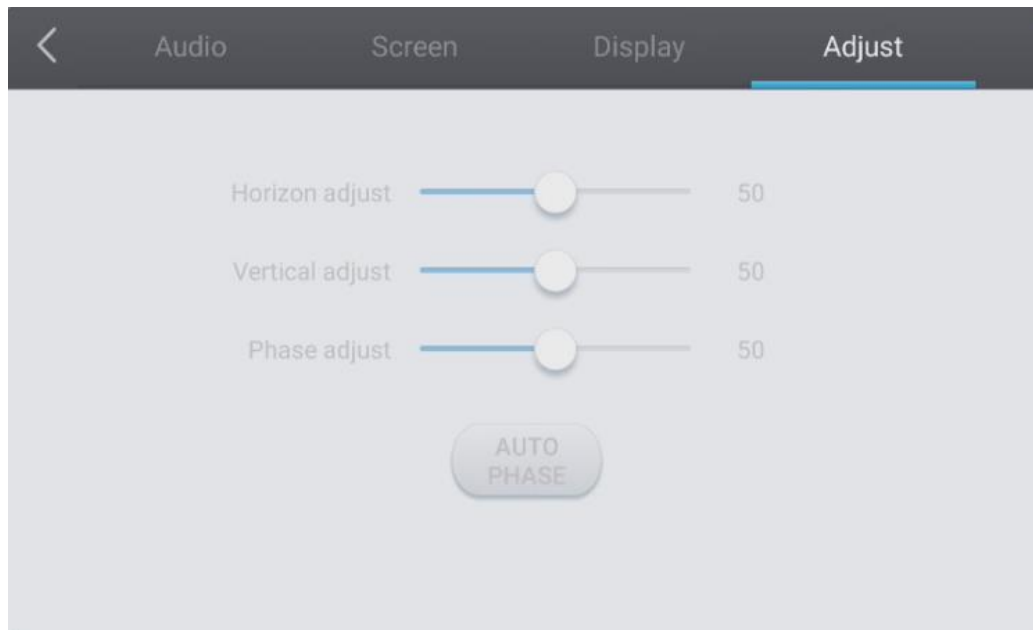 Audio Screen Display Adjust
Horizon adjust 50
Vertical adjust 50
Phase adjust 50
AUTO
PHASE